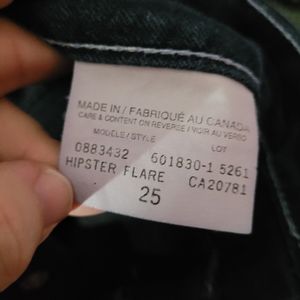 MADE IN / FABRIQUÉ AU CANADA
CARE & CONTENT ON REVERSE / VOIR AU VERSO
MODELE / STYLE LOT
0883432 601830-1 5261
HIPSTER FLARE CA20781
25